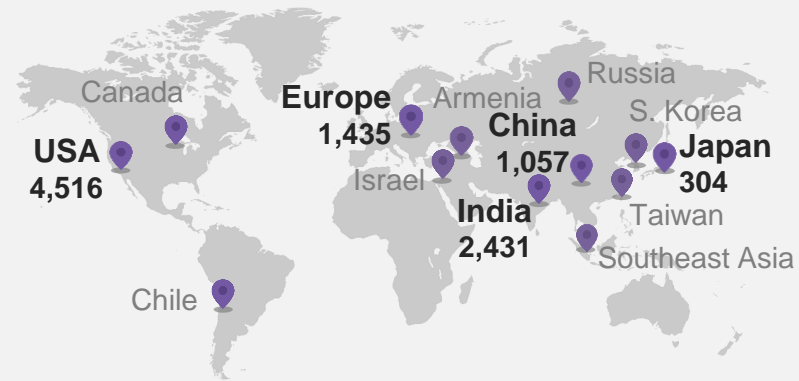 Canada
USA
4,516
Chile
Europe
1,435
Armenia
Israel
Russia
China
1,057
S. Korea
Japan
304
India
2,431
Taiwan
Southeast Asia